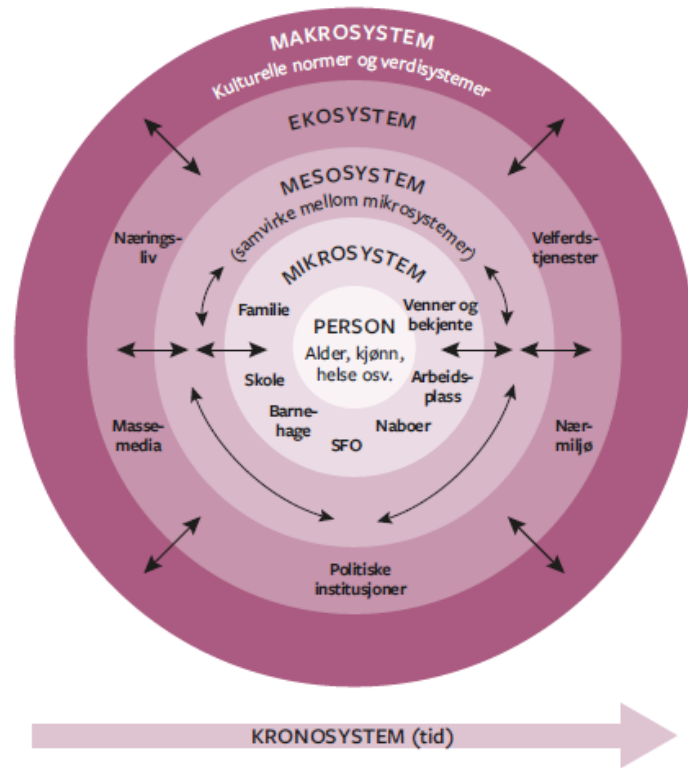 MAKROSYSTEM
Kulturelle normer og verdisystemer
EKOSYSTEM
MESOSYSTEM
(samvirke mellom mikrosystemer)
MIKROSYSTEM
Nærings-
liv
Velferds-
tjenester
Familie
Venner og
bekjente
PERSON
Alder, kjønn,
helse osv.
Skole
Arbeids-
plass
Barne-
hage
Naboer
SFO
Masse-
media
Nær-
miljø
Politiske
institusjoner
KRONOSYSTEM (tid)